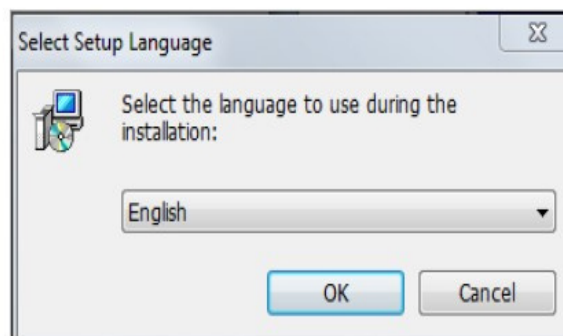 Select Setup Language
Select the language to use during the
installation:
English
OK
Cancel